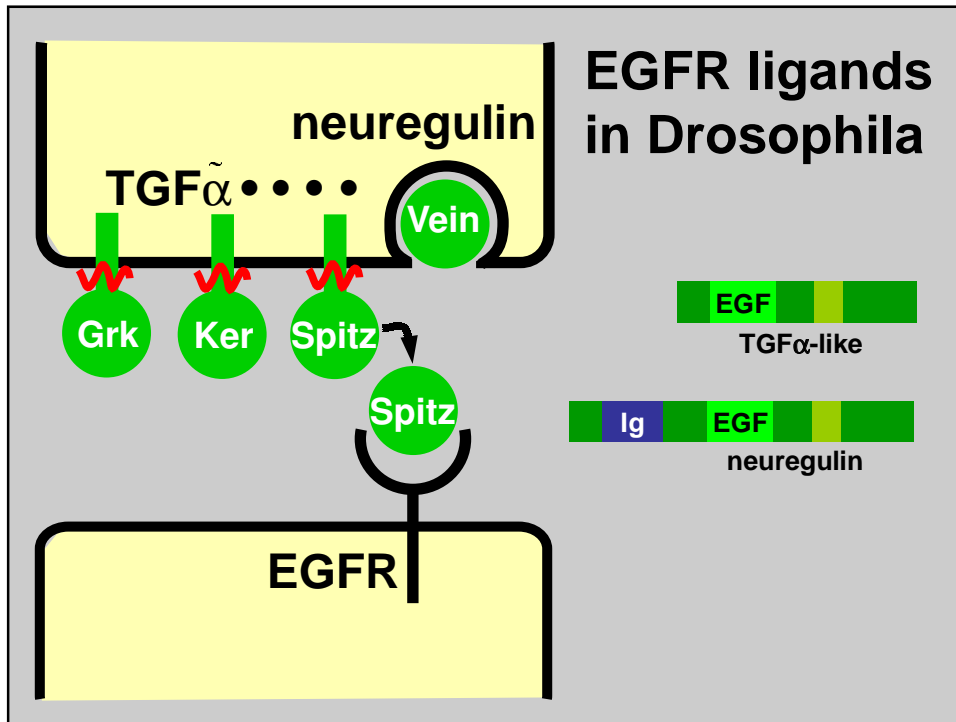 EGFR ligands
in Drosophila
neuregulin
TGFα̃••••
Vein
Grk
Ker
Spitz
Spitz
EGFR
EGF
TGFα-like
Ig
EGF
neuregulin